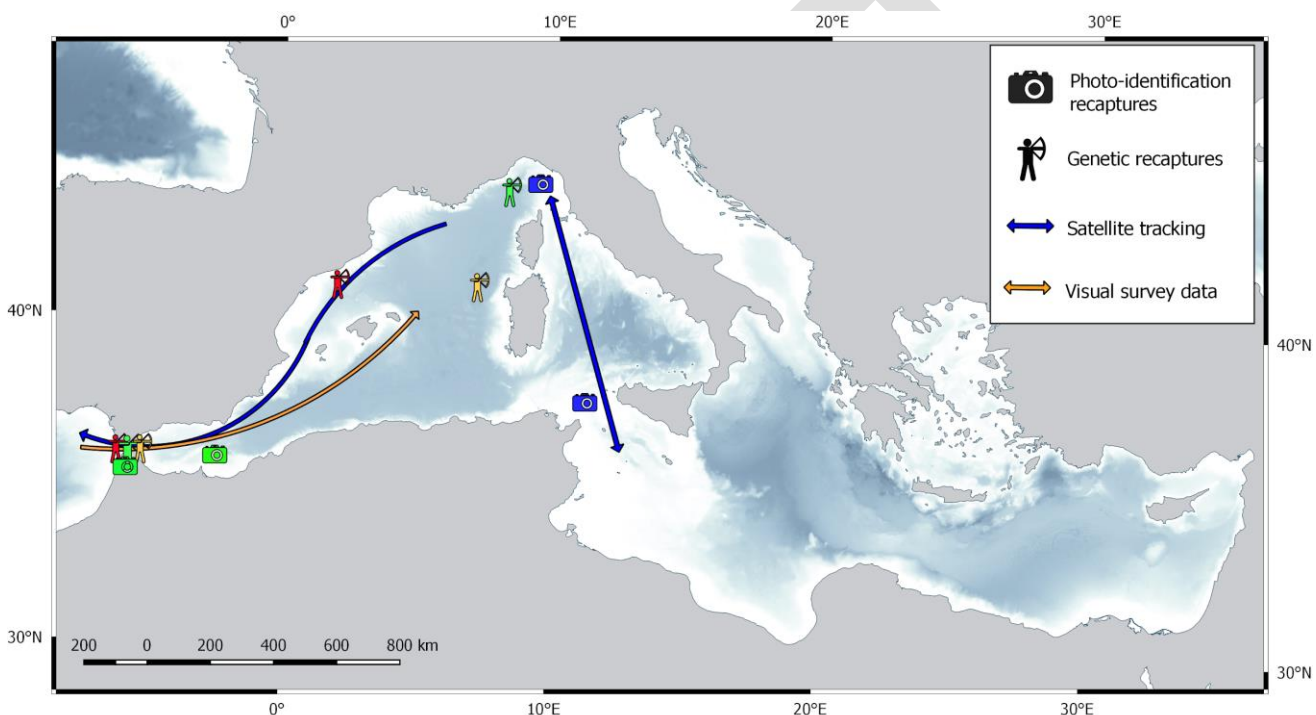 0°
10°E
20°E
30°E
Photo-identification
recaptures
Genetic recaptures
Satellite tracking
Visual survey data
40°N
40°N
30°N
200 0 200 400 600 800 km
30°N
0°
10°E
20°E
30°E